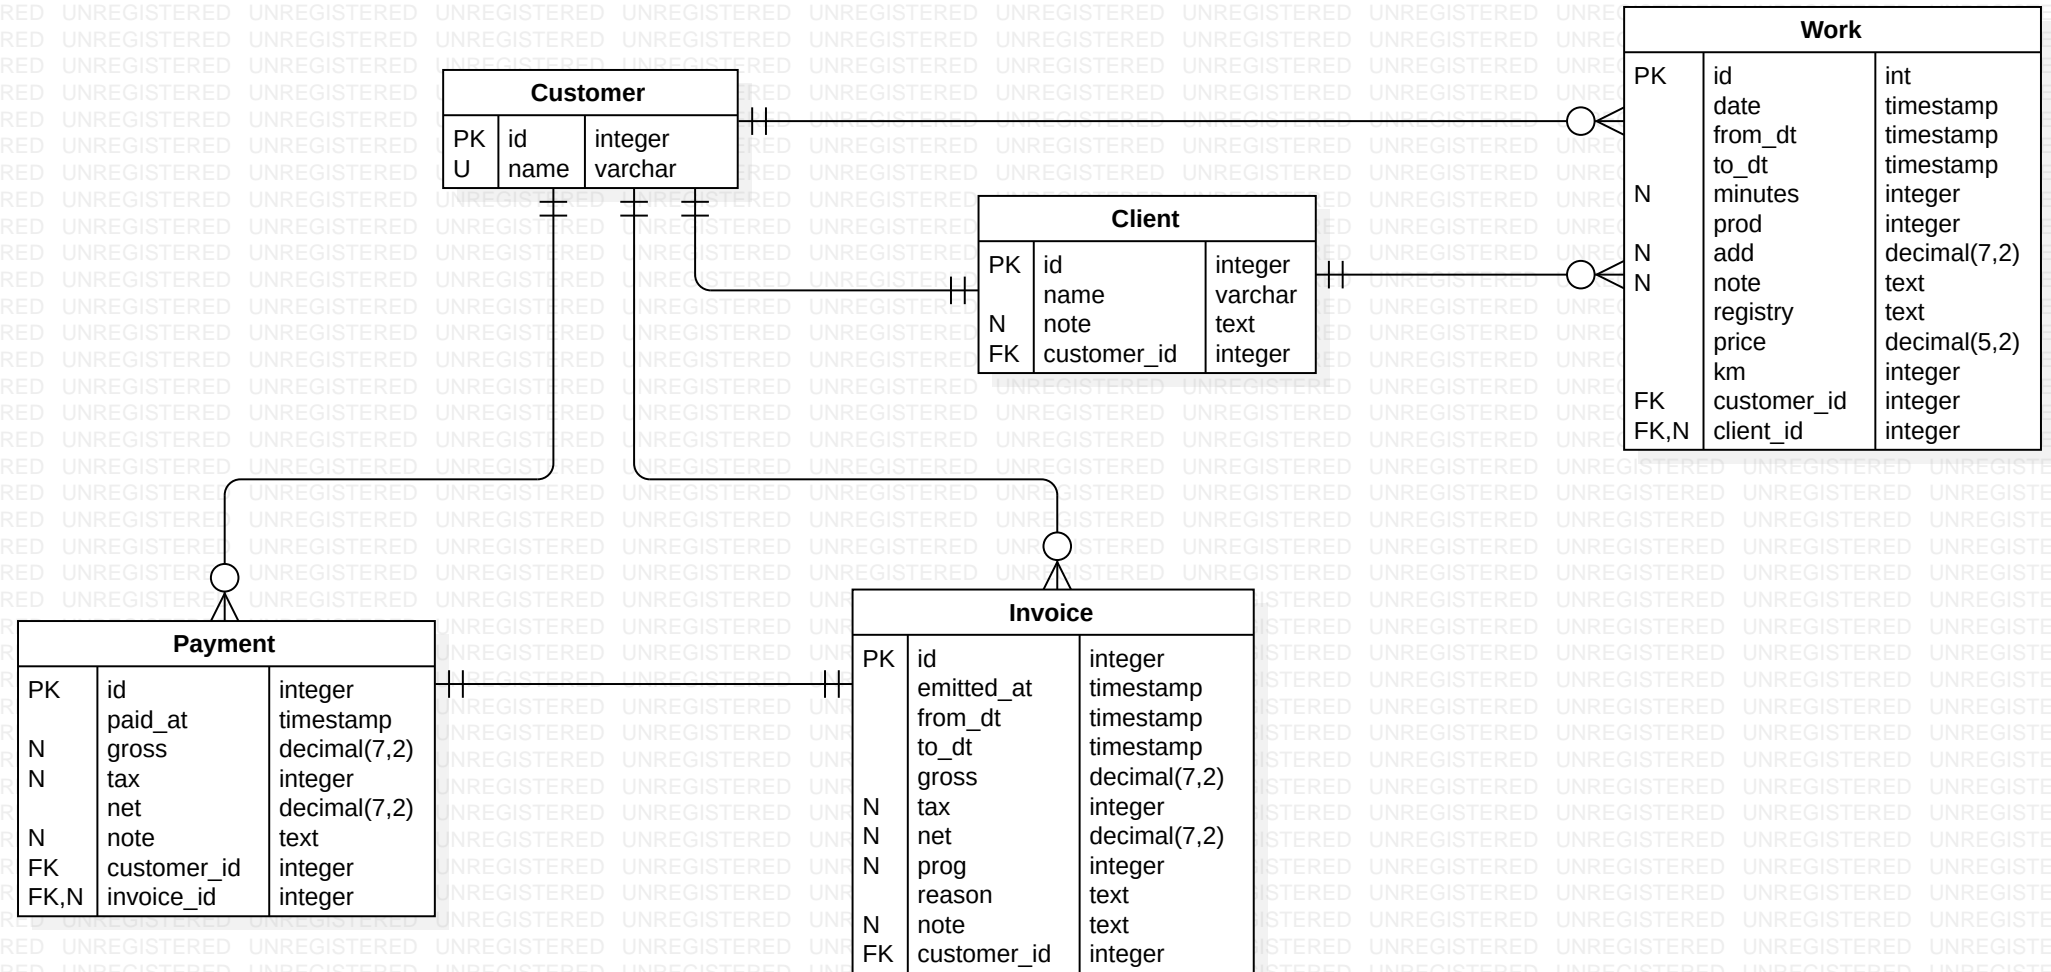 Work
PK id int
date timestamp
from_dt timestamp
to_dt timestamp
N minutes integer
prod integer
N add decimal(7,2)
N note text
registry text
price decimal(5,2)
km integer
FK customer_id integer
FK,N client_id integer
Customer
PK id integer
U name varchar
Client
PK id integer
name varchar
N note text
FK customer_id integer
Payment
PK id integer
paid_at timestamp
N gross decimal(7,2)
N tax integer
net decimal(7,2)
N note text
FK customer_id integer
FK,N invoice_id integer
Invoice
PK id integer
emitted_at timestamp
from_dt timestamp
to_dt timestamp
gross decimal(7,2)
N tax integer
N net decimal(7,2)
N prog integer
reason text
N note text
FK customer_id integer
UNREGISTERED